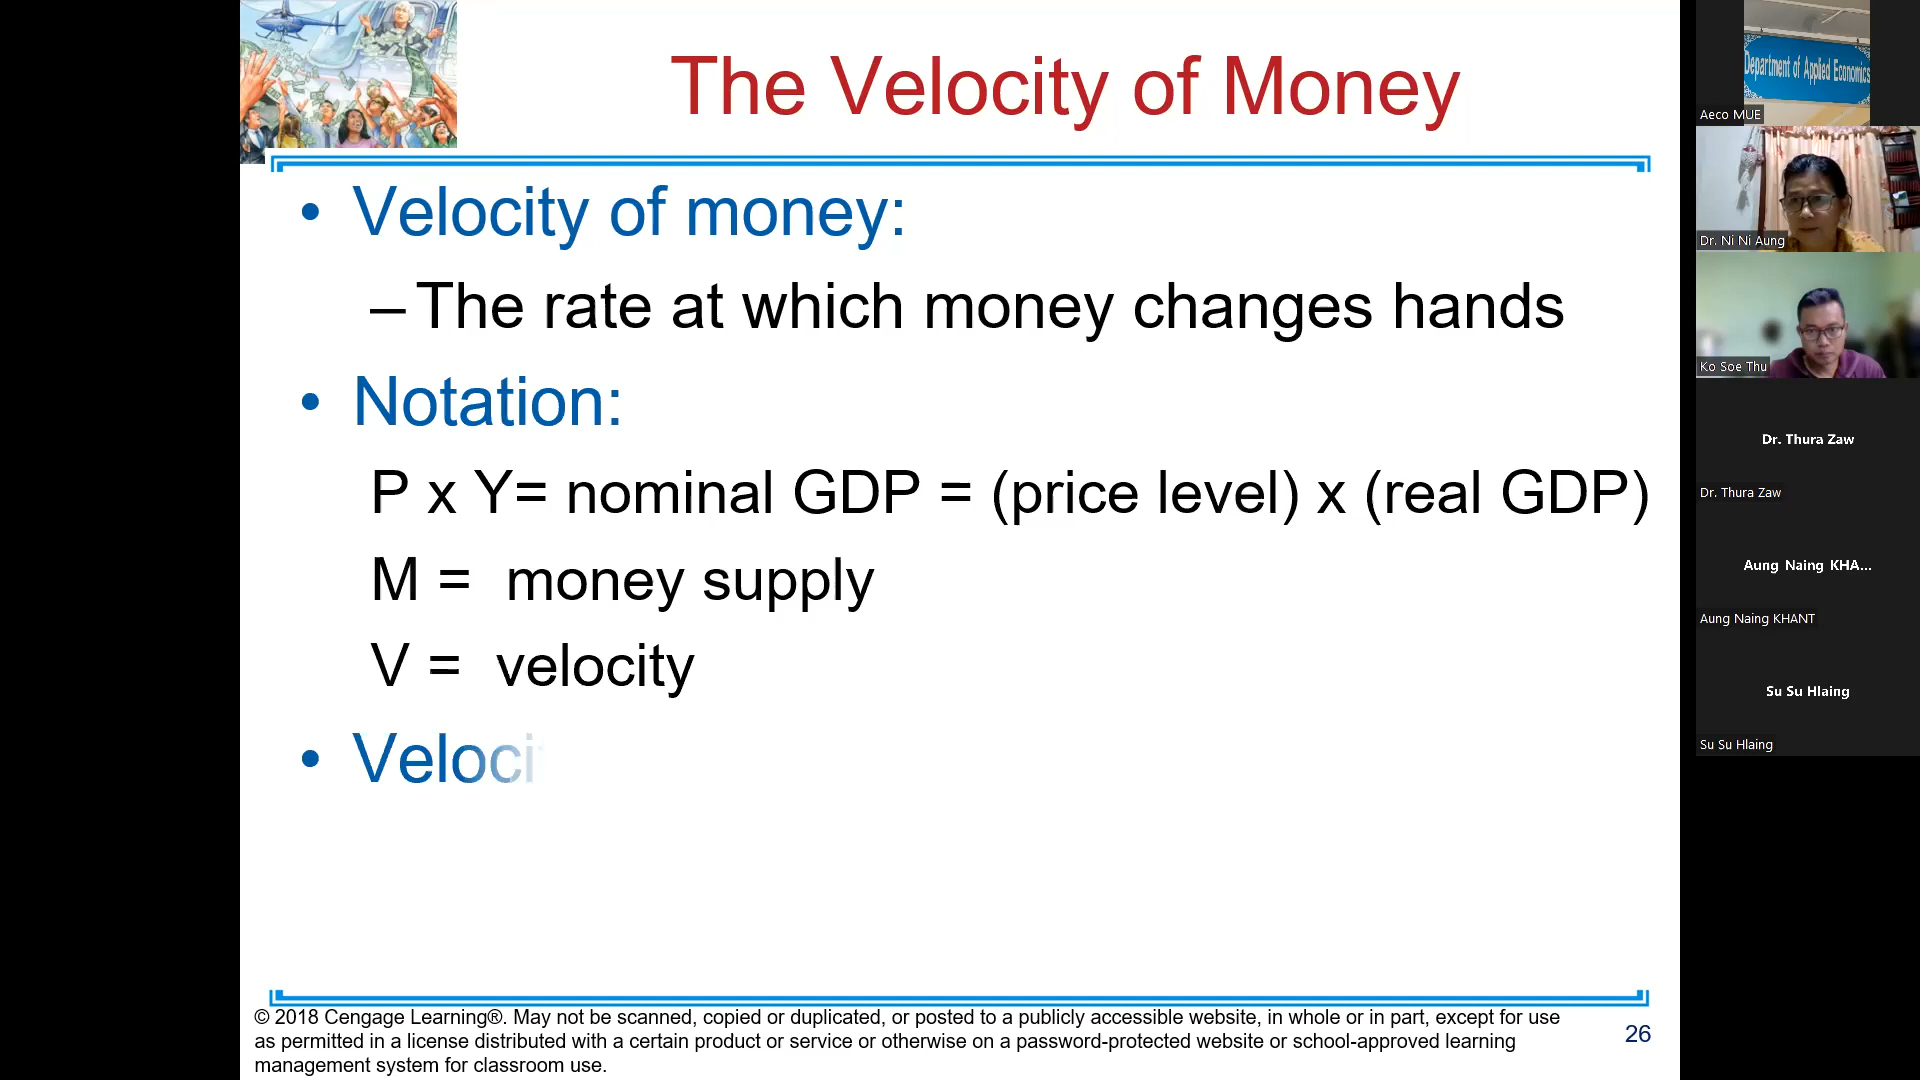 The Velocity of Money
• Velocity of money:
– The rate at which money changes hands
• Notation:
P x Y= nominal GDP = (price level) x (real GDP)
M = money supply
V = velocity
• Veloci
© 2018 Cengage Learning®. May not be scanned, copied or duplicated, or posted to a publicly accessible website, in whole or in part, except for use
as permitted in a license distributed with a certain product or service or otherwise on a password-protected website or school-approved learning
management system for classroom use.
26
Department of Applied Economics
Aeco MUE
Dr. Ni Ni Aung
Ko Soe Thu
Dr. Thura Zaw
Dr. Thura Zaw
Aung Naing KHA...
Aung Naing KHANT
Su Su Hlaing
Su Su Hlaing